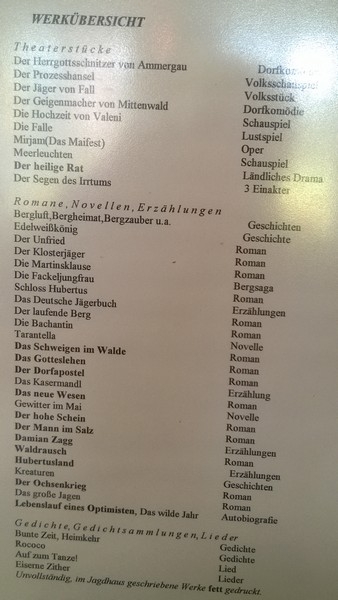 WERKÜBERSICHT
Theaterstücke
Der Herrgottsschnitzer von Ammergau
Der Prozesshansel Volksschauspiel
Der Jäger von Fall Volksstück
Der Geigenmacher von Mittenwald Dorfkomödie
Die Hochzeit von Valeni Schauspiel
Die Falle Lustspiel
Mirjam(Das Maifest) Oper
Meerleuchten Schauspiel
Der heilige Rat Ländliches Drama
Der Segen des Irrtums 3 Einakter
Romane,Novellen,Erzählungen
Bergluft,Bergheimat,Bergzauber u.a. Geschichten
Edelweißkönig Geschichte
Der Unfried Roman
Der Klosterjäger Roman
Die Martinsklause Roman
Die Fackeljungfrau Bergsaga
Schloss Hubertus Roman
Das Deutsche Jägerbuch Erzählungen
Der laufende Berg Roman
Die Bachantin Roman
Tarantella Novelle
Das Schweigen im Walde Roman
Das Gotteslehen Roman
Der Dorfapostel Roman
Das Kasermandl Erzählung
Das neue Wesen Roman
Gewitter im Mai Novelle
Der hohe Schein Roman
Der Mann im Salz Roman
Damian Zagg Erzählungen
Waldrausch Roman
Hubertusland Erzählungen
Kreaturen Geschichten
Der Ochsenkrieg Roman
Das große Jagen Roman
Lebenslauf eines Optimisten, Das wilde Jahr Autobiografie
Gedichte,Gedichtsammlungen,Lieder
Bunte Zeit, Heimkehr Gedichte
Rococo Gedichte
Auf zum Tanze! Lied
Eiserne Zither Lieder
Unvollständig, im Jagdhaus geschriebene Werke fett gedruckt.